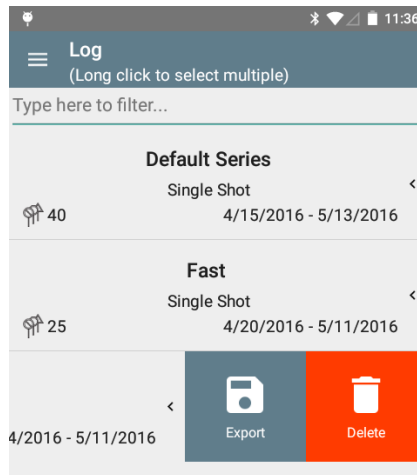 11:36
Log
(Long click to select multiple)
Type here to filter...
Default Series
Single Shot
40
4/15/2016 - 5/13/2016
Fast
Single Shot
25
4/20/2016 - 5/11/2016
4/2016 - 5/11/2016
Export
Delete